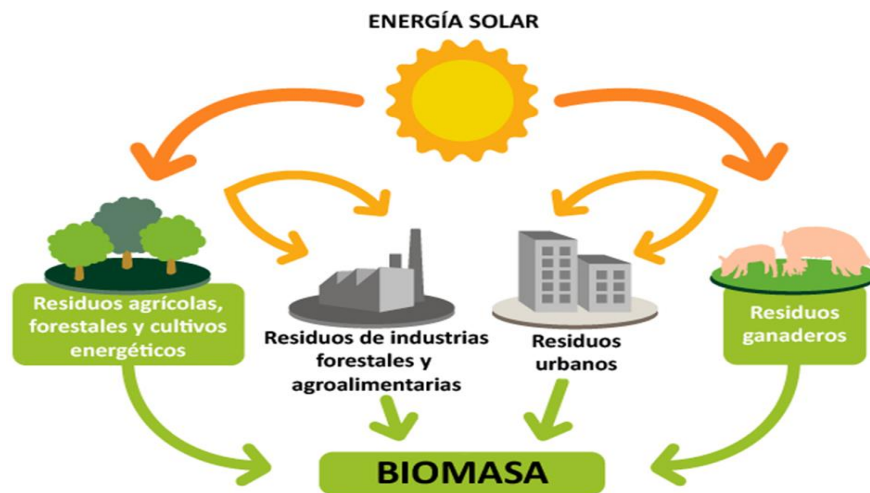 ENERGÍA SOLAR
Residuos agrícolas,
forestales y cultivos
energéticos
Residuos de industrias
forestales y
agroalimentarias
Residuos
urbanos
Residuos
ganaderos
BIOMASA